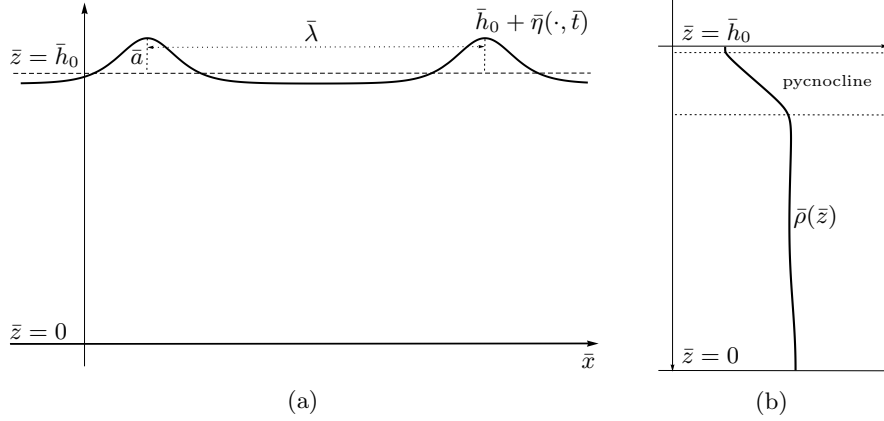 z̄ = h̄₀
ā
λ̄
h̄₀ + η̄(·, t̄)
z̄ = 0
x̄
(a)
z̄ = h̄₀
pycnocline
ρ̄(z̄)
z̄ = 0
(b)